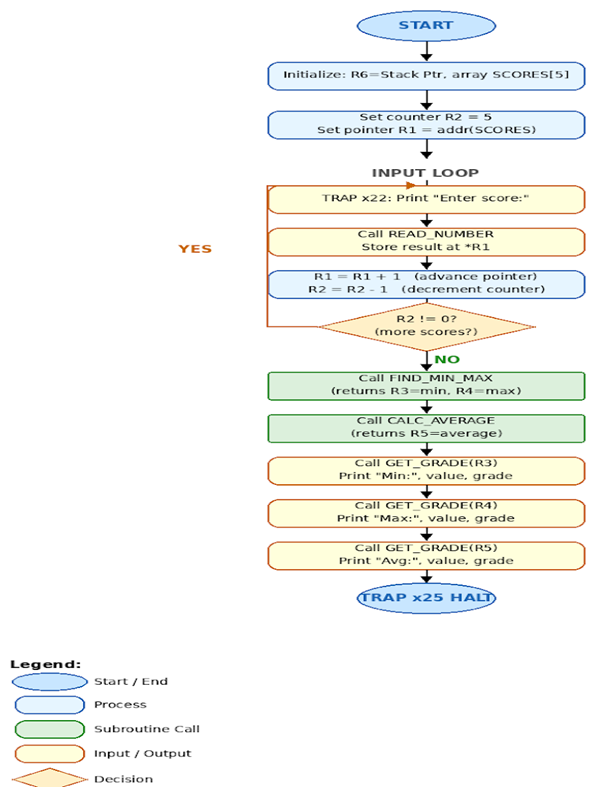 START
Initialize: R6=Stack Ptr, array SCORES[5]
Set counter R2 = 5
Set pointer R1 = addr(SCORES)
INPUT LOOP
TRAP x22: Print "Enter score:"
Call READ_NUMBER
Store result at *R1
YES
R1 = R1 + 1 (advance pointer)
R2 = R2 - 1 (decrement counter)
R2 != 0?
(more scores?)
NO
Call FIND_MIN_MAX
(returns R3=min, R4=max)
Call CALC_AVERAGE
(returns R5=average)
Call GET_GRADE(R3)
Print "Min:", value, grade
Call GET_GRADE(R4)
Print "Max:", value, grade
Call GET_GRADE(R5)
Print "Avg:", value, grade
TRAP x25 HALT
Legend:
Start / End
Process
Subroutine Call
Input / Output
Decision